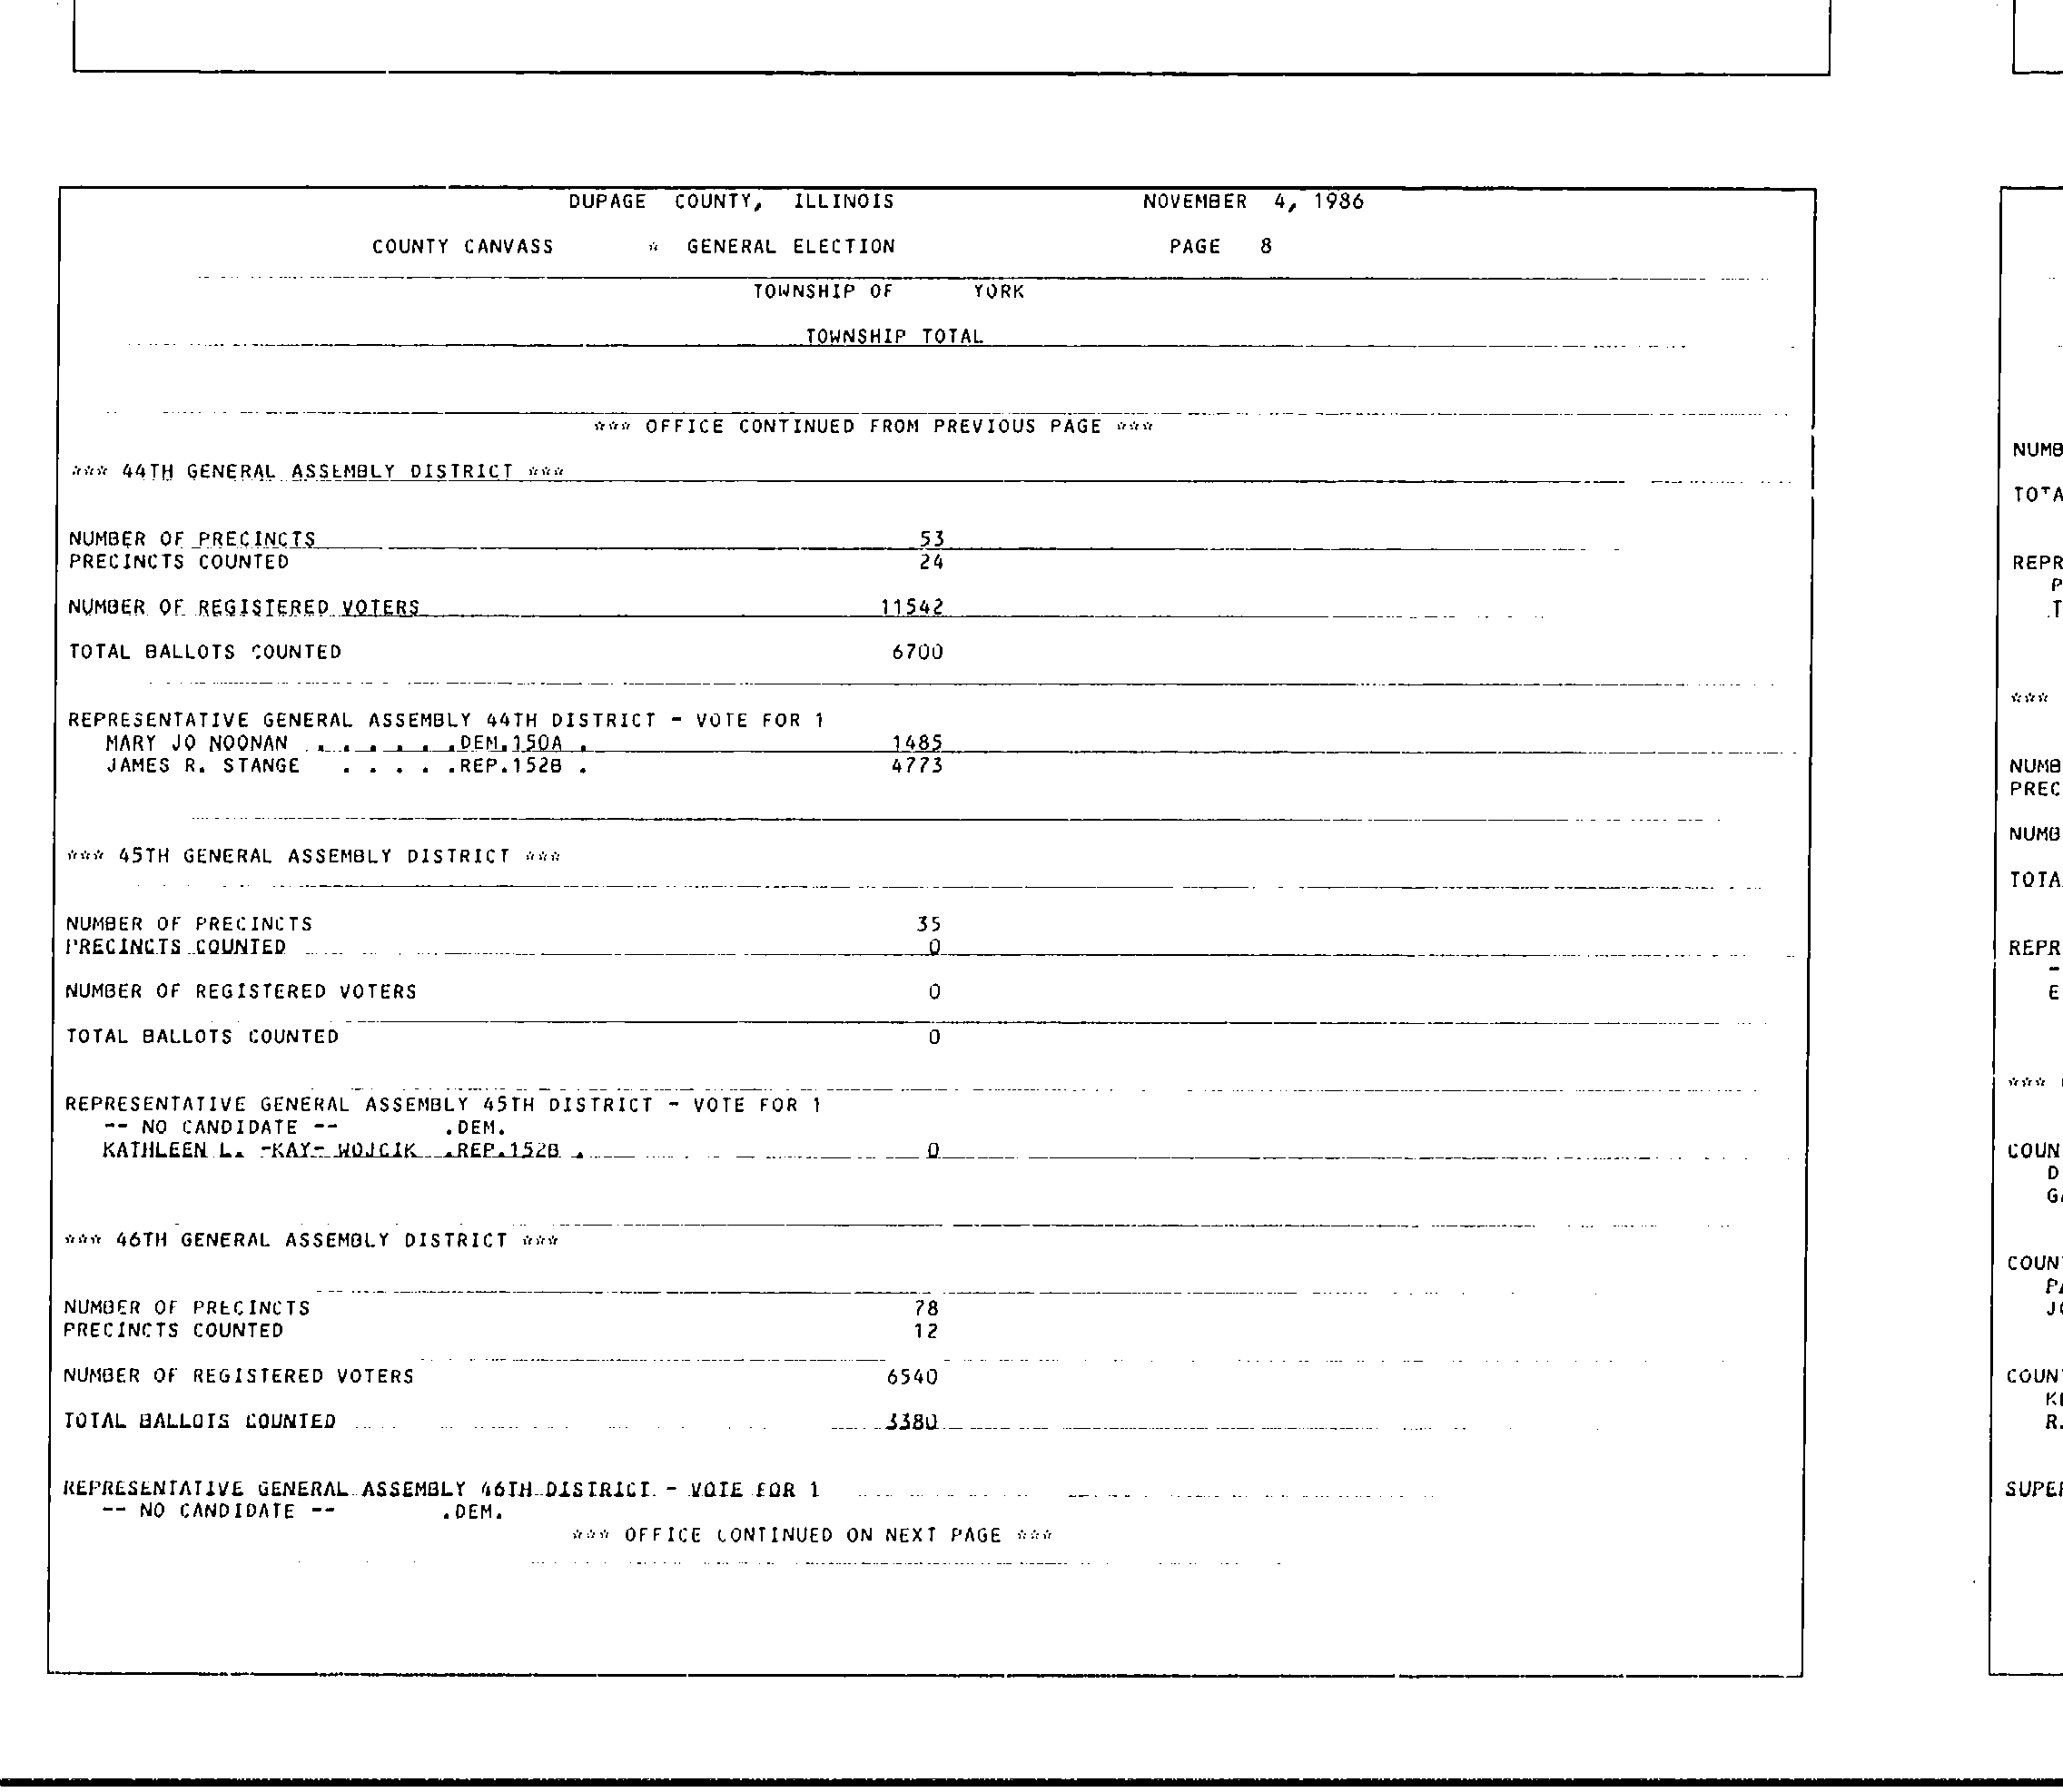 DUPAGE COUNTY, ILLINOIS NOVEMBER 4, 1986
COUNTY CANVASS * GENERAL ELECTION PAGE 8
TOWNSHIP OF YORK
TOWNSHIP TOTAL
*** OFFICE CONTINUED FROM PREVIOUS PAGE ***
*** 44TH GENERAL ASSEMBLY DISTRICT ***
NUMBER OF PRECINCTS 53
PRECINCTS COUNTED 24
NUMBER OF REGISTERED VOTERS 11542
TOTAL BALLOTS COUNTED 6700
REPRESENTATIVE GENERAL ASSEMBLY 44TH DISTRICT - VOTE FOR 1
MARY JO NOONAN . . . . . .DEM.150A . 1485
JAMES R. STANGE . . . . .REP.152B . 4773
*** 45TH GENERAL ASSEMBLY DISTRICT ***
NUMBER OF PRECINCTS 35
PRECINCTS COUNTED 0
NUMBER OF REGISTERED VOTERS 0
TOTAL BALLOTS COUNTED 0
REPRESENTATIVE GENERAL ASSEMBLY 45TH DISTRICT - VOTE FOR 1
-- NO CANDIDATE -- .DEM.
KATHLEEN L. -KAY- WOJCIK .REP.152B . 0
*** 46TH GENERAL ASSEMBLY DISTRICT ***
NUMBER OF PRECINCTS 78
PRECINCTS COUNTED 12
NUMBER OF REGISTERED VOTERS 6540
TOTAL BALLOTS COUNTED 3380
REPRESENTATIVE GENERAL ASSEMBLY 46TH DISTRICT - VOTE FOR 1
-- NO CANDIDATE -- .DEM.
*** OFFICE CONTINUED ON NEXT PAGE ***
NUMB
TOTA
REPR
P
.T
***
NUMB
PREC
NUMB
TOTA
REPR
-
E
***
COUN
D
GA
COUN
PA
JO
COUN
KE
R.
SUPER